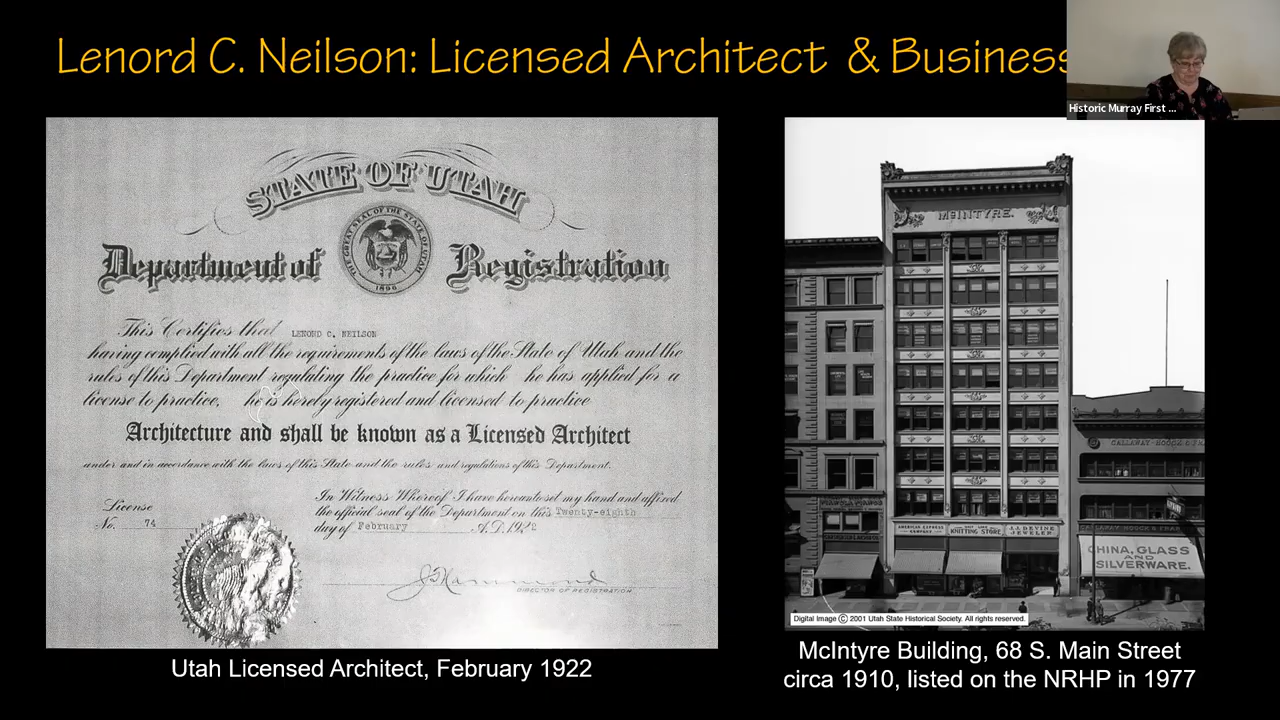 Lenord C. Neilson: Licensed Architect & Business
Historic Murray First ...
STATE OF UTAH
THE GREAT SEAL OF THE STATE OF UTAH
1896
Department of Registration
This Certifies that LENORD C. NEILSON
having complied with all the requirements of the laws of the State of Utah and the
rules of this Department regulating the practice for which he has applied for a
license to practice, he is hereby registered and licensed to practice
Architecture and shall be known as a Licensed Architect
under and in accordance with the laws of this State and the rules and regulations of this Department.
License
No. 74
In Witness Whereof I have hereunto set my hand and affixed
the official seal of the Department on this Twenty-eighth
day of February A.D. 1922
DIRECTOR OF REGISTRATION
Utah Licensed Architect, February 1922
McINTYRE.
AMERICAN EXPRESS
COMPANY
KNITTING STORE
J.J. DEVINE
JEWELER
CHINA, GLASS
AND
SILVERWARE.
Digital Image © 2001 Utah State Historical Society. All rights reserved.
McIntyre Building, 68 S. Main Street
circa 1910, listed on the NRHP in 1977